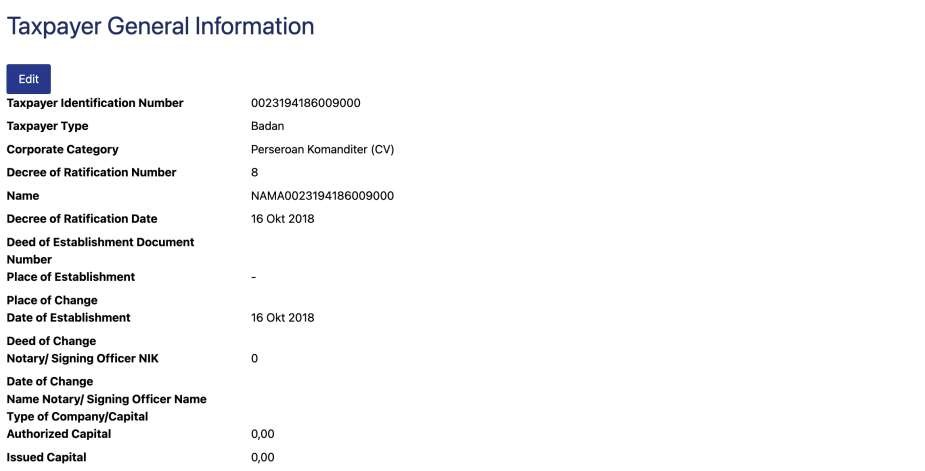 Taxpayer General Information
Edit
Taxpayer Identification Number 0023194186009000
Taxpayer Type Badan
Corporate Category Perseroan Komanditer (CV)
Decree of Ratification Number 8
Name NAMA0023194186009000
Decree of Ratification Date 16 Okt 2018
Deed of Establishment Document
Number
Place of Establishment -
Place of Change
Date of Establishment 16 Okt 2018
Deed of Change
Notary/ Signing Officer NIK 0
Date of Change
Name Notary/ Signing Officer Name
Type of Company/Capital
Authorized Capital 0,00
Issued Capital 0,00